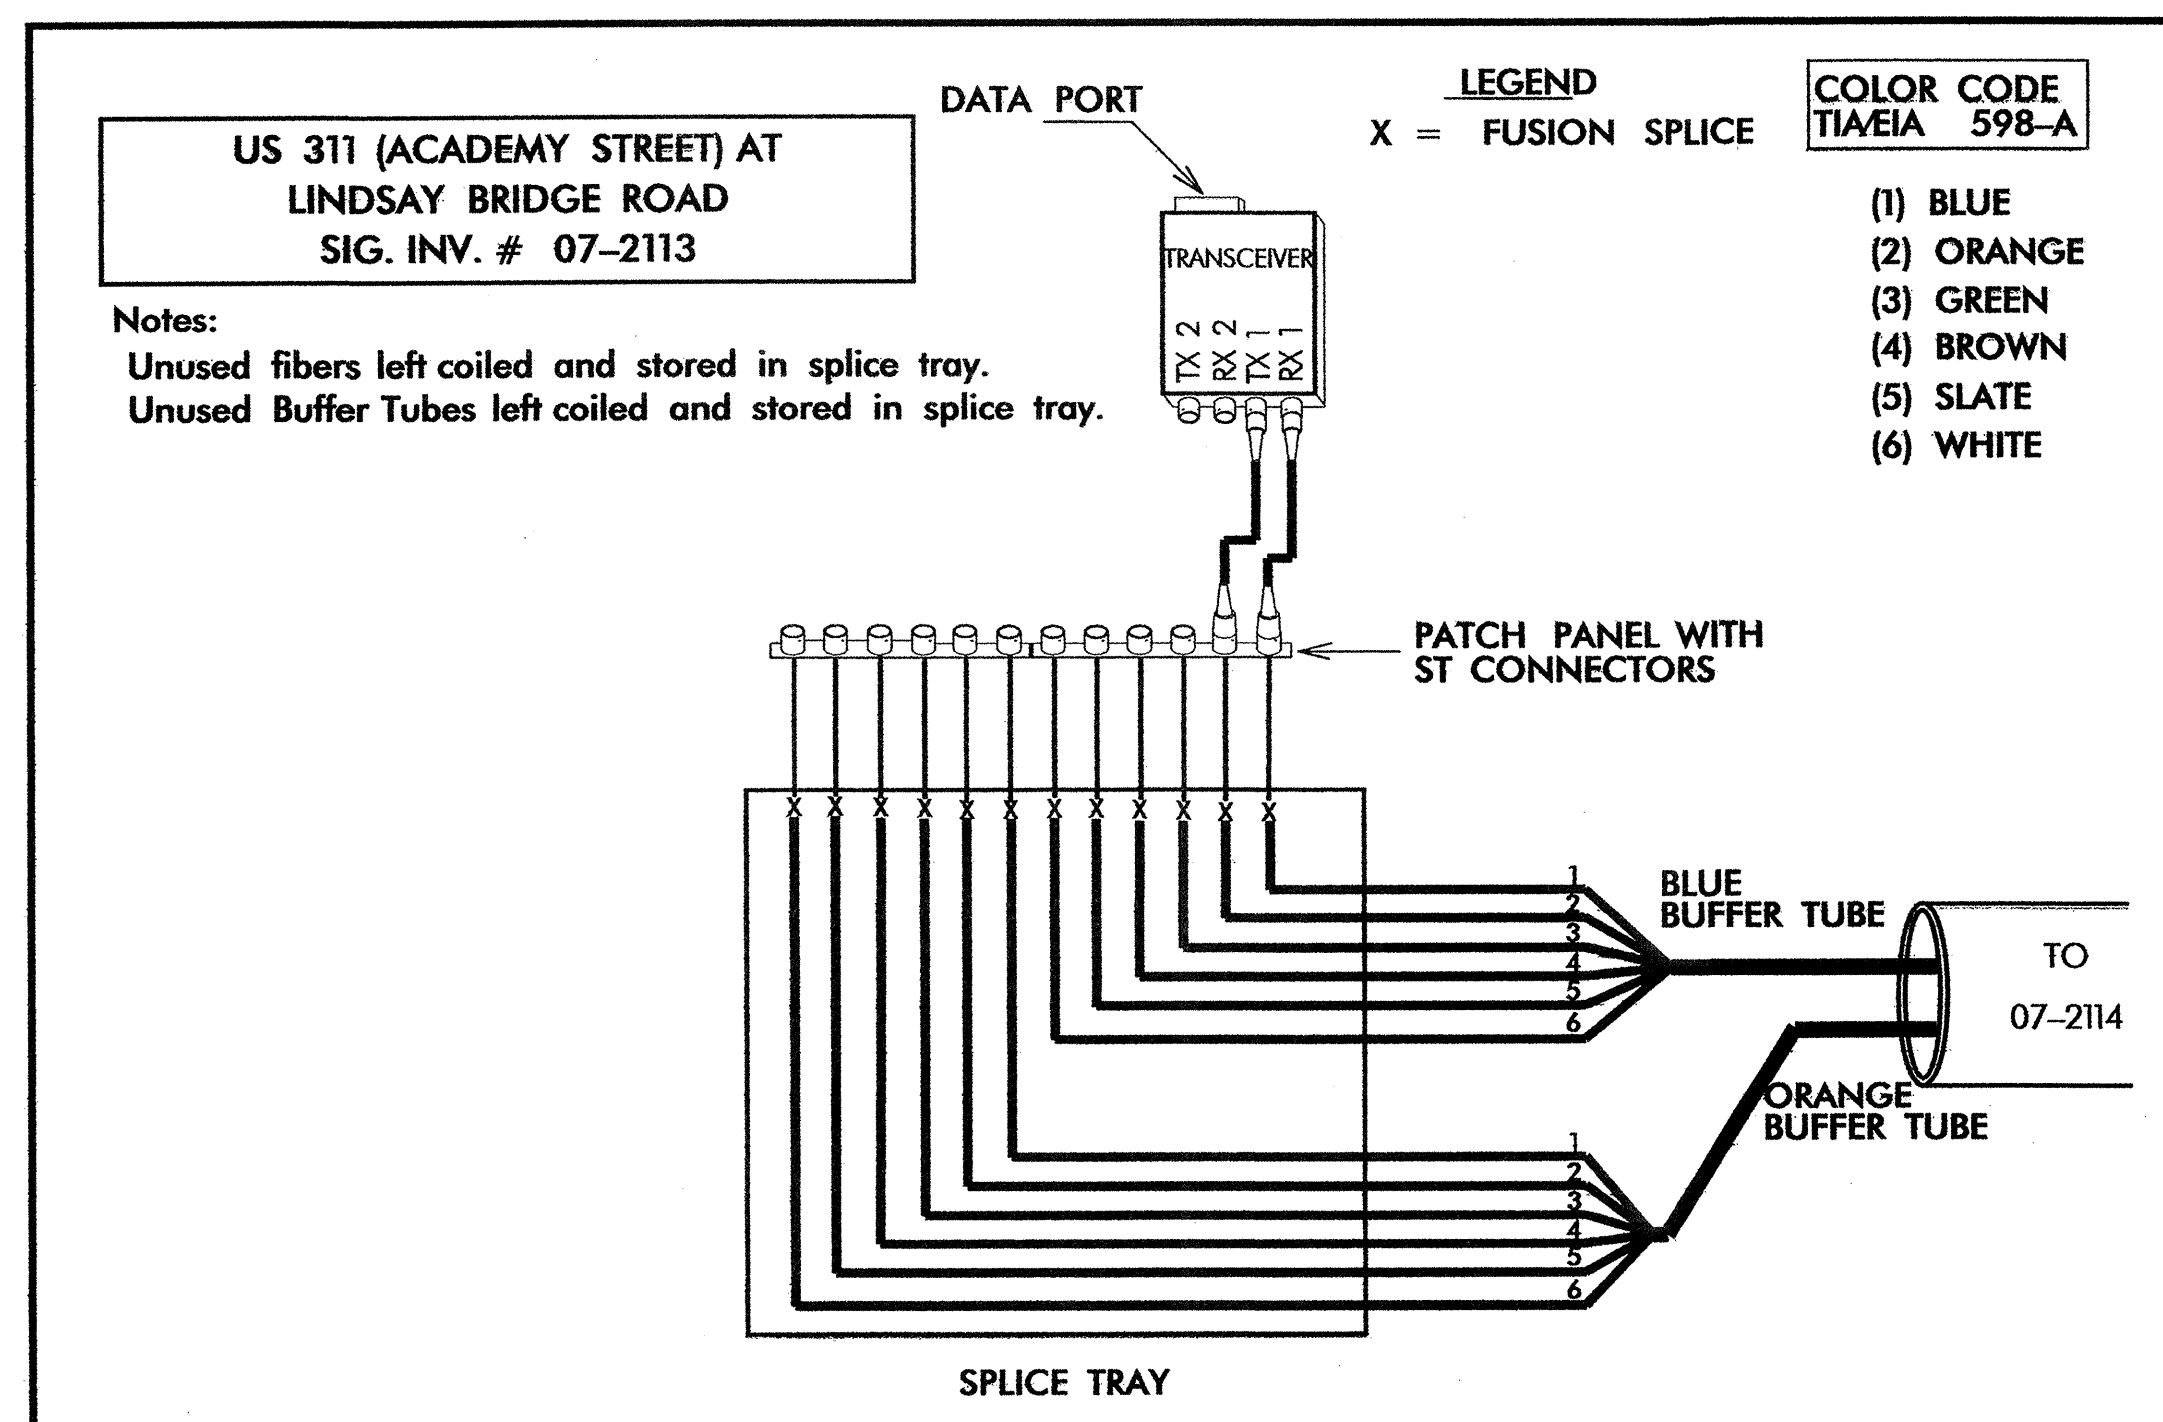 US 311 (ACADEMY STREET) AT
LINDSAY BRIDGE ROAD
SIG. INV. # 07-2113
Notes:
Unused fibers left coiled and stored in splice tray.
Unused Buffer Tubes left coiled and stored in splice tray.
DATA PORT
LEGEND
X = FUSION SPLICE
COLOR CODE
TIA/EIA 598-A
(1) BLUE
(2) ORANGE
(3) GREEN
(4) BROWN
(5) SLATE
(6) WHITE
TRANSCEIVER
TX 2
RX 2
TX 1
RX 1
PATCH PANEL WITH
ST CONNECTORS
X X X X X X X X X X X X
1
2
3
4
5
6
BLUE
BUFFER TUBE
TO
07-2114
ORANGE
BUFFER TUBE
1
2
3
4
5
6
SPLICE TRAY